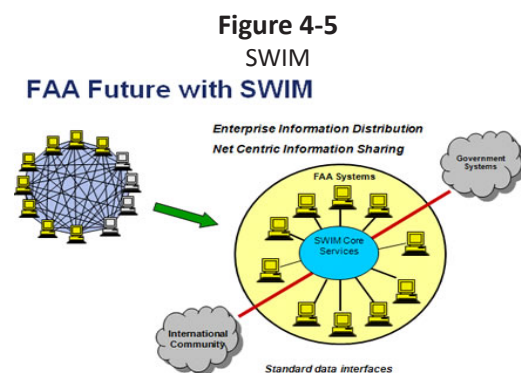 Figure 4-5
SWIM
FAA Future with SWIM
Enterprise Information Distribution
Net Centric Information Sharing
Government
Systems
FAA Systems
SWIM Core
Services
International
Community
Standard data interfaces